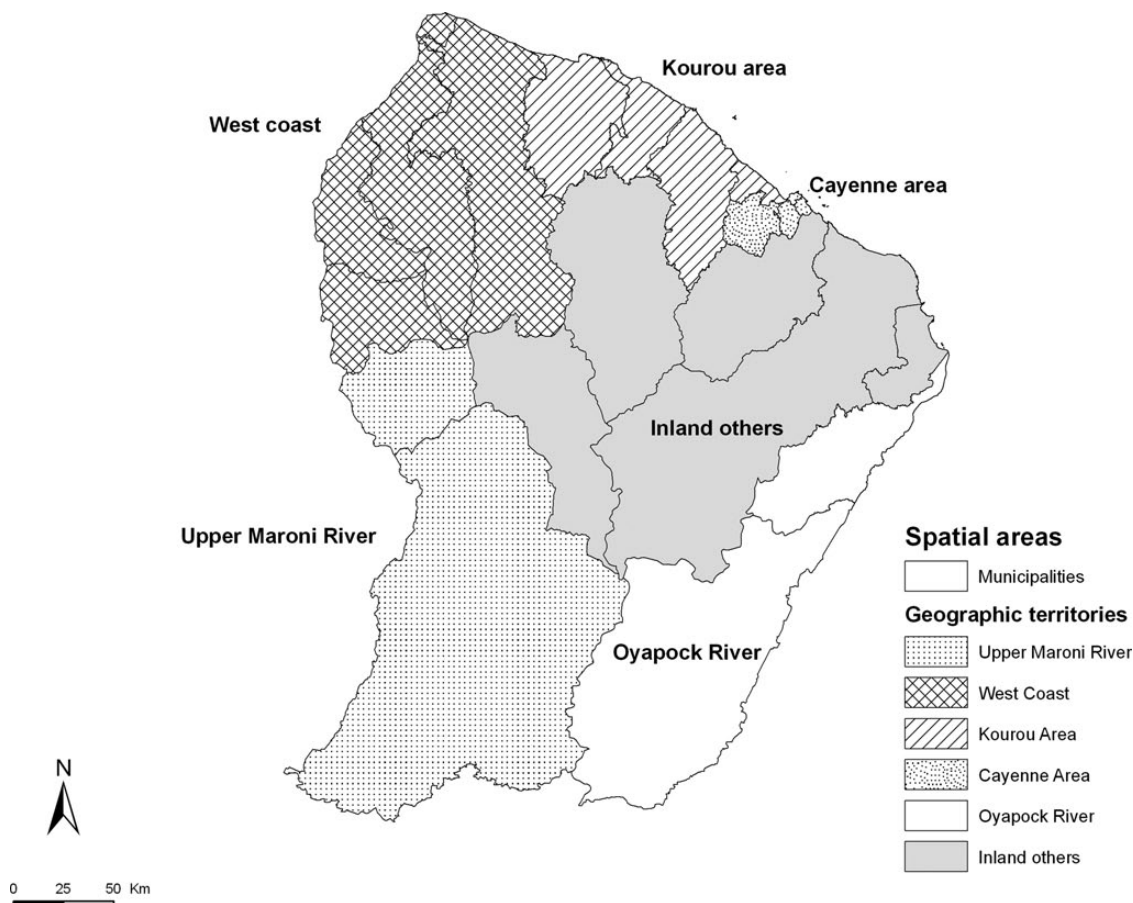 Kourou area
West coast
Cayenne area
Inland others
Upper Maroni River
Oyapock River
Spatial areas
Municipalities
Geographic territories
Upper Maroni River
West Coast
Kourou Area
Cayenne Area
Oyapock River
Inland others
N
0 25 50 Km